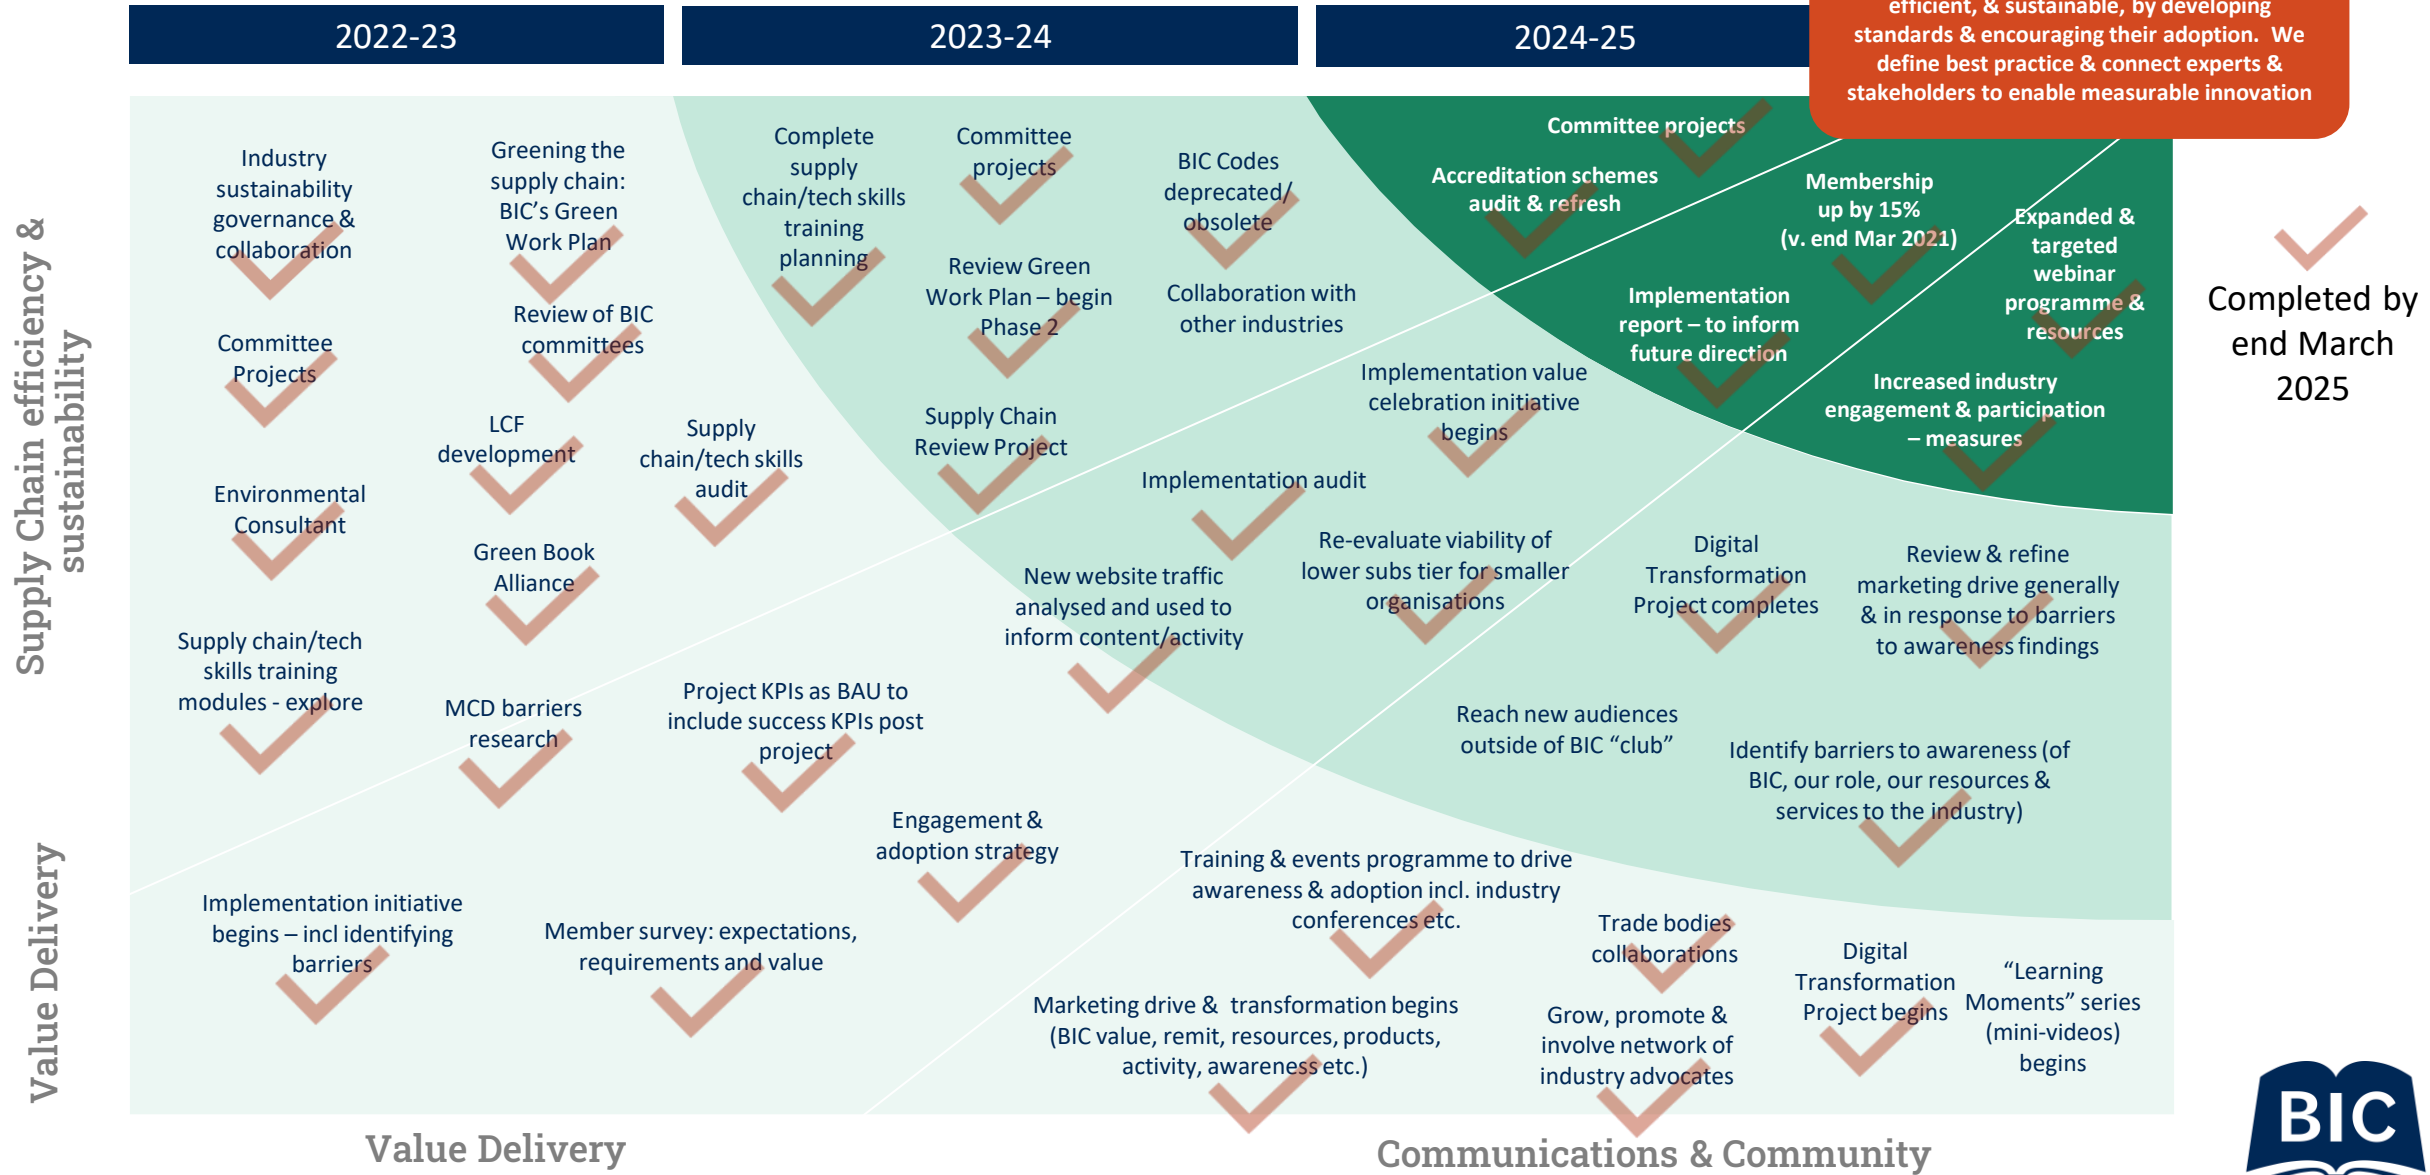 2022-23
2023-24
2024-25
efficient, & sustainable, by developing
standards & encouraging their adoption. We
define best practice & connect experts &
stakeholders to enable measurable innovation
Supply Chain efficiency &
sustainability
Value Delivery
Industry
sustainability
governance &
collaboration
Greening the
supply chain:
BIC's Green
Work Plan
Committee
Projects
Review of BIC
committees
LCF
development
Supply
chain/tech skills
audit
Environmental
Consultant
Green Book
Alliance
Supply chain/tech
skills training
modules - explore
MCD barriers
research
Project KPIs as BAU to
include success KPIs post
project
Engagement &
adoption strategy
Implementation initiative
begins – incl identifying
barriers
Member survey: expectations,
requirements and value
Complete
supply
chain/tech skills
training
planning
Committee
projects
BIC Codes
deprecated/
obsolete
Review Green
Work Plan – begin
Phase 2
Collaboration with
other industries
Supply Chain
Review Project
Implementation value
celebration initiative
begins
Implementation audit
New website traffic
analysed and used to
inform content/activity
Re-evaluate viability of
lower subs tier for smaller
organisations
Digital
Transformation
Project completes
Review & refine
marketing drive generally
& in response to barriers
to awareness findings
Reach new audiences
outside of BIC “club”
Identify barriers to awareness (of
BIC, our role, our resources &
services to the industry)
Committee projects
Accreditation schemes
audit & refresh
Membership
up by 15%
(v. end Mar 2021)
Expanded &
targeted
webinar
programme &
resources
Implementation
report – to inform
future direction
Increased industry
engagement & participation
– measures
Training & events programme to drive
awareness & adoption incl. industry
conferences etc.
Trade bodies
collaborations
Digital
Transformation
Project begins
“Learning
Moments” series
(mini-videos)
begins
Marketing drive & transformation begins
(BIC value, remit, resources, products,
activity, awareness etc.)
Grow, promote &
involve network of
industry advocates
Completed by
end March
2025
Value Delivery
Communications & Community
BIC